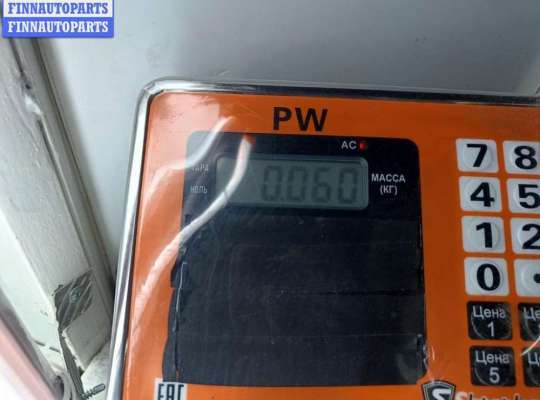 FINNAUTOPARTS
FINNAUTOPARTS
PW
AC
ТАРА
НОЛЬ
0.060
МАССА
(КГ)
7 8
4 5
1 2
0 .
Цена
1
Цена
5
EAC